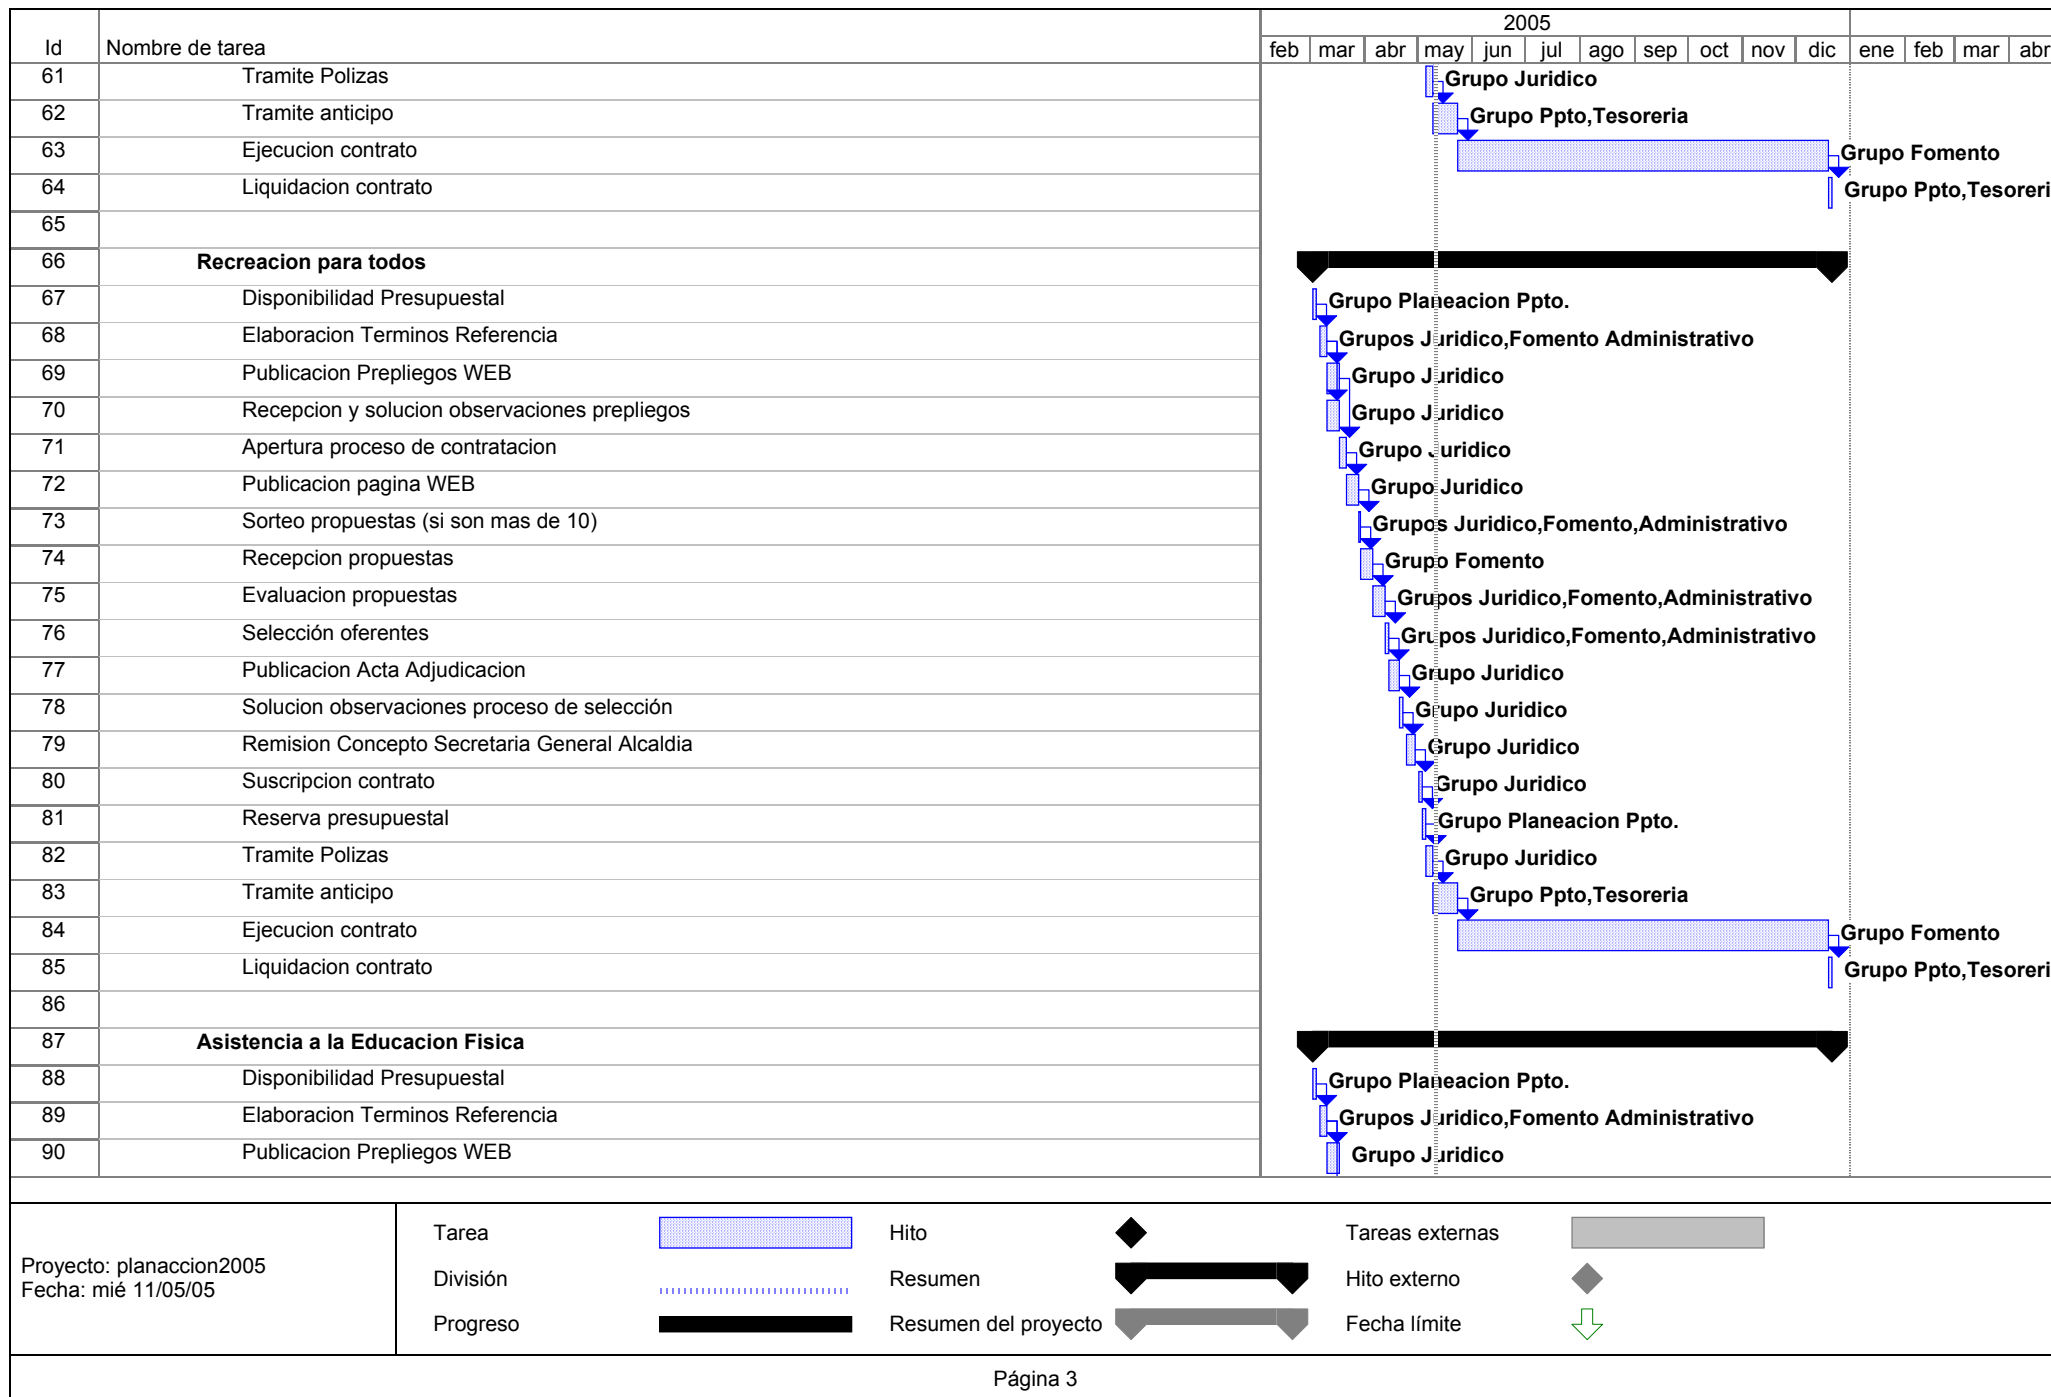 2005
Id Nombre de tarea feb mar abr may jun jul ago sep oct nov dic ene feb mar abr
61 Tramite Polizas Grupo Juridico
62 Tramite anticipo Grupo Ppto,Tesoreria
63 Ejecucion contrato Grupo Fomento
64 Liquidacion contrato Grupo Ppto,Tesoreri
65
66 Recreacion para todos
67 Disponibilidad Presupuestal Grupo Planeacion Ppto.
68 Elaboracion Terminos Referencia Grupos Juridico,Fomento Administrativo
69 Publicacion Prepliegos WEB Grupo Juridico
70 Recepcion y solucion observaciones prepliegos Grupo Juridico
71 Apertura proceso de contratacion Grupo Juridico
72 Publicacion pagina WEB Grupo Juridico
73 Sorteo propuestas (si son mas de 10) Grupos Juridico,Fomento,Administrativo
74 Recepcion propuestas Grupo Fomento
75 Evaluacion propuestas Grupos Juridico,Fomento,Administrativo
76 Selección oferentes Grupos Juridico,Fomento,Administrativo
77 Publicacion Acta Adjudicacion Grupo Juridico
78 Solucion observaciones proceso de selección Grupo Juridico
79 Remision Concepto Secretaria General Alcaldia Grupo Juridico
80 Suscripcion contrato Grupo Juridico
81 Reserva presupuestal Grupo Planeacion Ppto.
82 Tramite Polizas Grupo Juridico
83 Tramite anticipo Grupo Ppto,Tesoreria
84 Ejecucion contrato Grupo Fomento
85 Liquidacion contrato Grupo Ppto,Tesoreri
86
87 Asistencia a la Educacion Fisica
88 Disponibilidad Presupuestal Grupo Planeacion Ppto.
89 Elaboracion Terminos Referencia Grupos Juridico,Fomento Administrativo
90 Publicacion Prepliegos WEB Grupo Juridico
Proyecto: planaccion2005
Fecha: mié 11/05/05
Tarea Hito Tareas externas
División Resumen Hito externo
Progreso Resumen del proyecto Fecha límite
Página 3